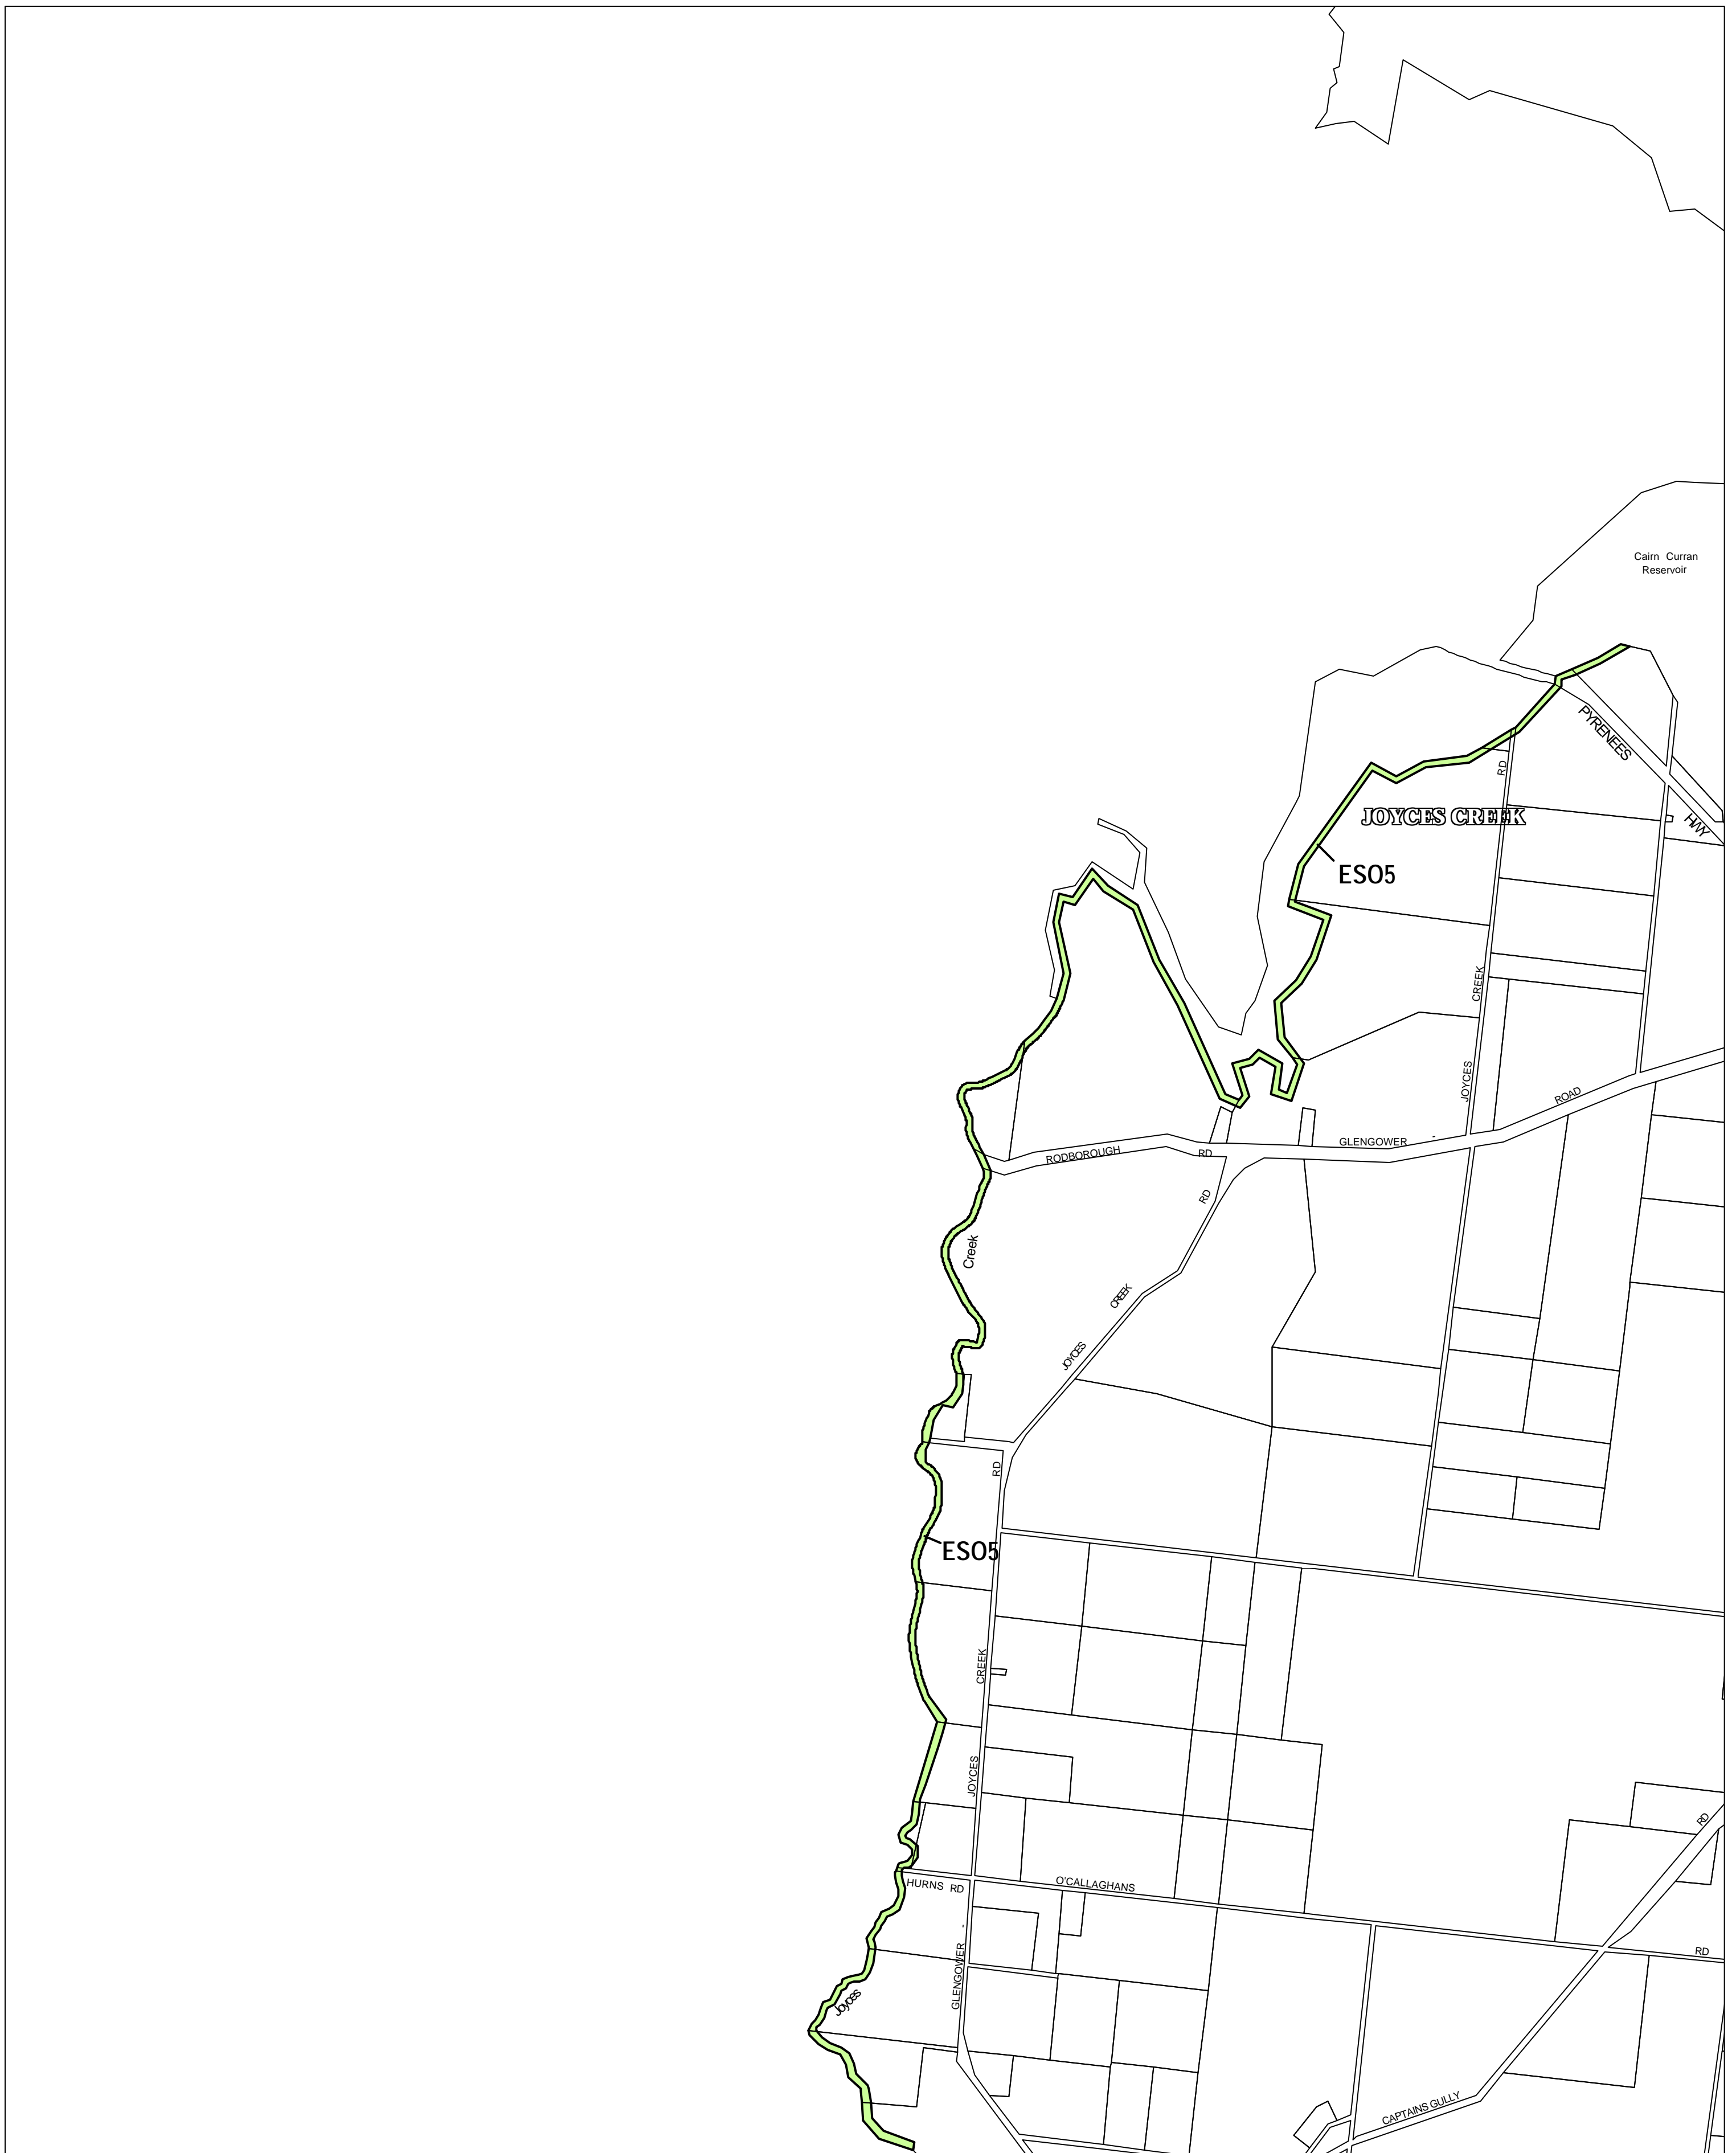 Cairn Curran
Reservoir
PYRENEES
HWY
RD
JOYCES CREEK
ESO5
CREEK
JOYCES
ROAD
GLENGOWER -
RODBOROUGH
RD
RD
Creek
CREEK
JOYCES
RD
ESO5
CREEK
JOYCES
RD
O'CALLAGHANS
HURNS RD
GLENGOWER -
RD
Joyces
CAPTAINS GULLY